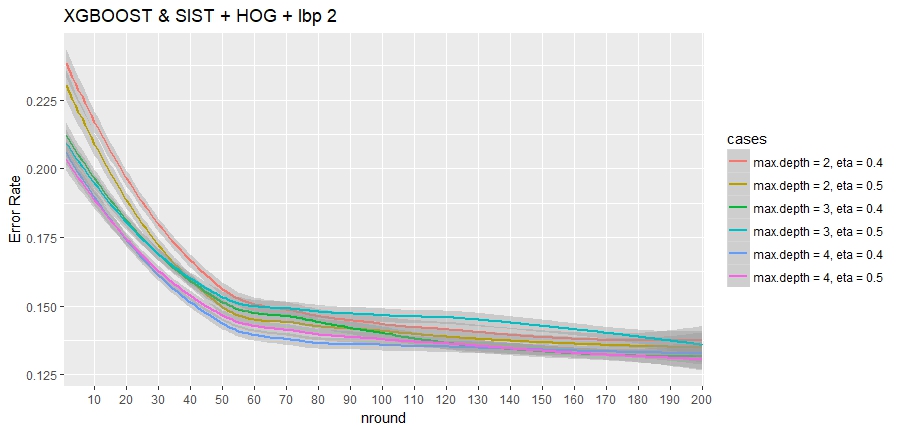 XGBOOST & SIST + HOG + lbp 2
Error Rate
0.225
0.200
0.175
0.150
0.125
10 20 30 40 50 60 70 80 90 100 110 120 130 140 150 160 170 180 190 200
nround
cases
max.depth = 2, eta = 0.4
max.depth = 2, eta = 0.5
max.depth = 3, eta = 0.4
max.depth = 3, eta = 0.5
max.depth = 4, eta = 0.4
max.depth = 4, eta = 0.5